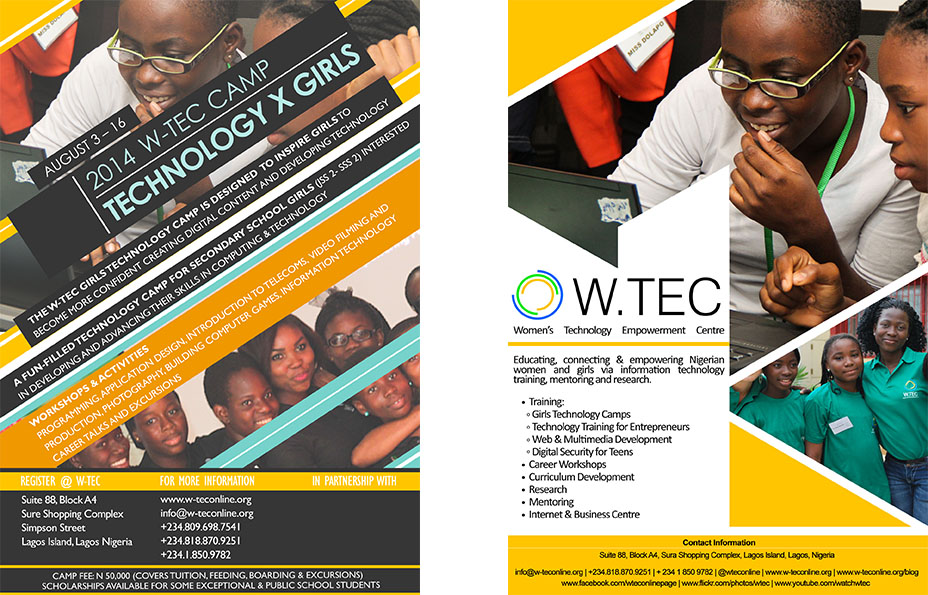 MISS DOLAPO
AUGUST 3 – 16
2014 W-TEC CAMP
TECHNOLOGY X GIRLS
THE W-TEC GIRLS TECHNOLOGY CAMP IS DESIGNED TO INSPIRE GIRLS TO
BECOME MORE CONFIDENT CREATING DIGITAL CONTENT AND DEVELOPING TECHNOLOGY
A FUN-FILLED TECHNOLOGY CAMP FOR SECONDARY SCHOOL GIRLS (JSS 2- SSS 2) INTERESTED
IN DEVELOPING AND ADVANCING THEIR SKILLS IN COMPUTING & TECHNOLOGY
WORKSHOPS & ACTIVITIES
PROGRAMMING, APPLICATION DESIGN, INTRODUCTION TO TELECOMS, VIDEO FILMING AND
PRODUCTION, PHOTOGRAPHY, BUILDING COMPUTER GAMES, INFORMATION TECHNOLOGY
CAREER TALKS AND EXCURSIONS
REGISTER @ W-TEC
Suite 88, Block A4
Sure Shopping Complex
Simpson Street
Lagos Island, Lagos Nigeria
FOR MORE INFORMATION
www.w-teconline.org
info@w-teconline.org
+234.809.698.7541
+234.818.870.9251
+234.1.850.9782
IN PARTNERSHIP WITH
CAMP FEE: N 50,000 (COVERS TUITION, FEEDING, BOARDING & EXCURSIONS)
SCHOLARSHIPS AVAILABLE FOR SOME EXCEPTIONAL & PUBLIC SCHOOL STUDENTS
MISS DOLAPO
W.TEC
Women's Technology Empowerment Centre
W.TEC
Educating, connecting & empowering Nigerian
women and girls via information technology
training, mentoring and research.
• Training:
◦ Girls Technology Camps
◦ Technology Training for Entrepreneurs
◦ Web & Multimedia Development
◦ Digital Security for Teens
• Career Workshops
• Curriculum Development
• Research
• Mentoring
• Internet & Business Centre
Contact Information
Suite 88, Block A4, Sura Shopping Complex, Lagos Island, Lagos, Nigeria
info@w-teconline.org | +234.818.870.9251 | + 234 1 850 9782 | @wteconline | www.w-teconline.org | www.w-teconline.org/blog
www.facebook.com/wteconlinepage | www.flickr.com/photos/wtec | www.youtube.com/watchwtec